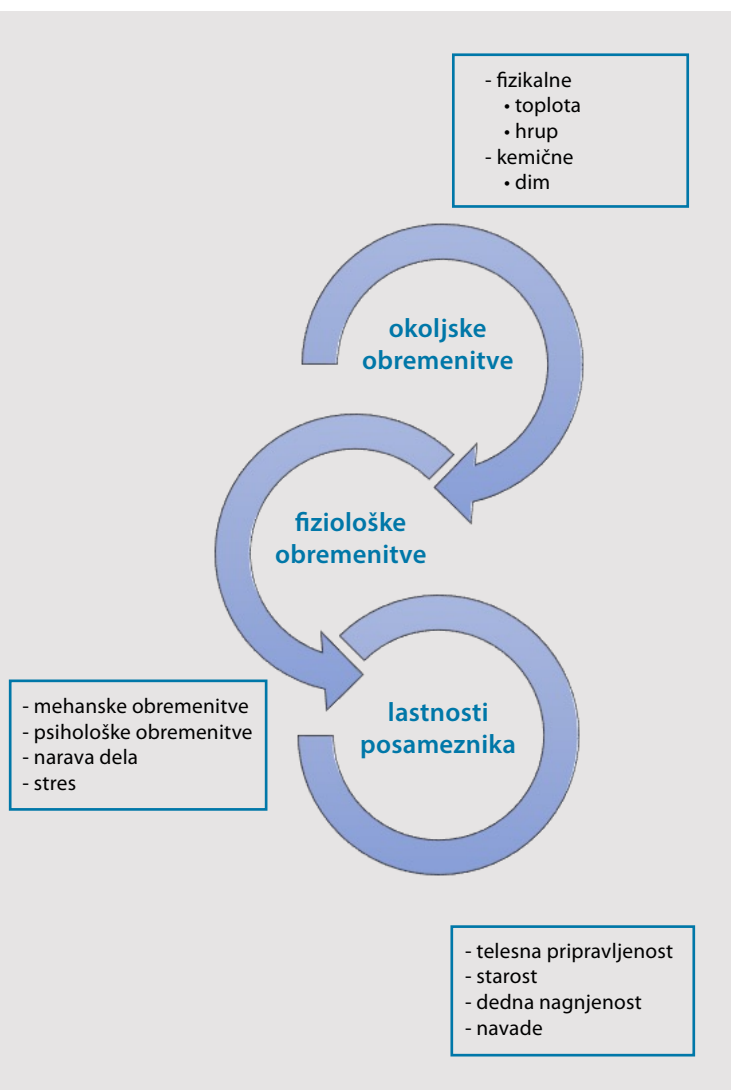 - fizikalne
• toplota
• hrup
- kemične
• dim
okoljske
obremenitve
fiziološke
obremenitve
- mehanske obremenitve
- psihološke obremenitve
- narava dela
- stres
lastnosti
posameznika
- telesna pripravljenost
- starost
- dedna nagnjenost
- navade